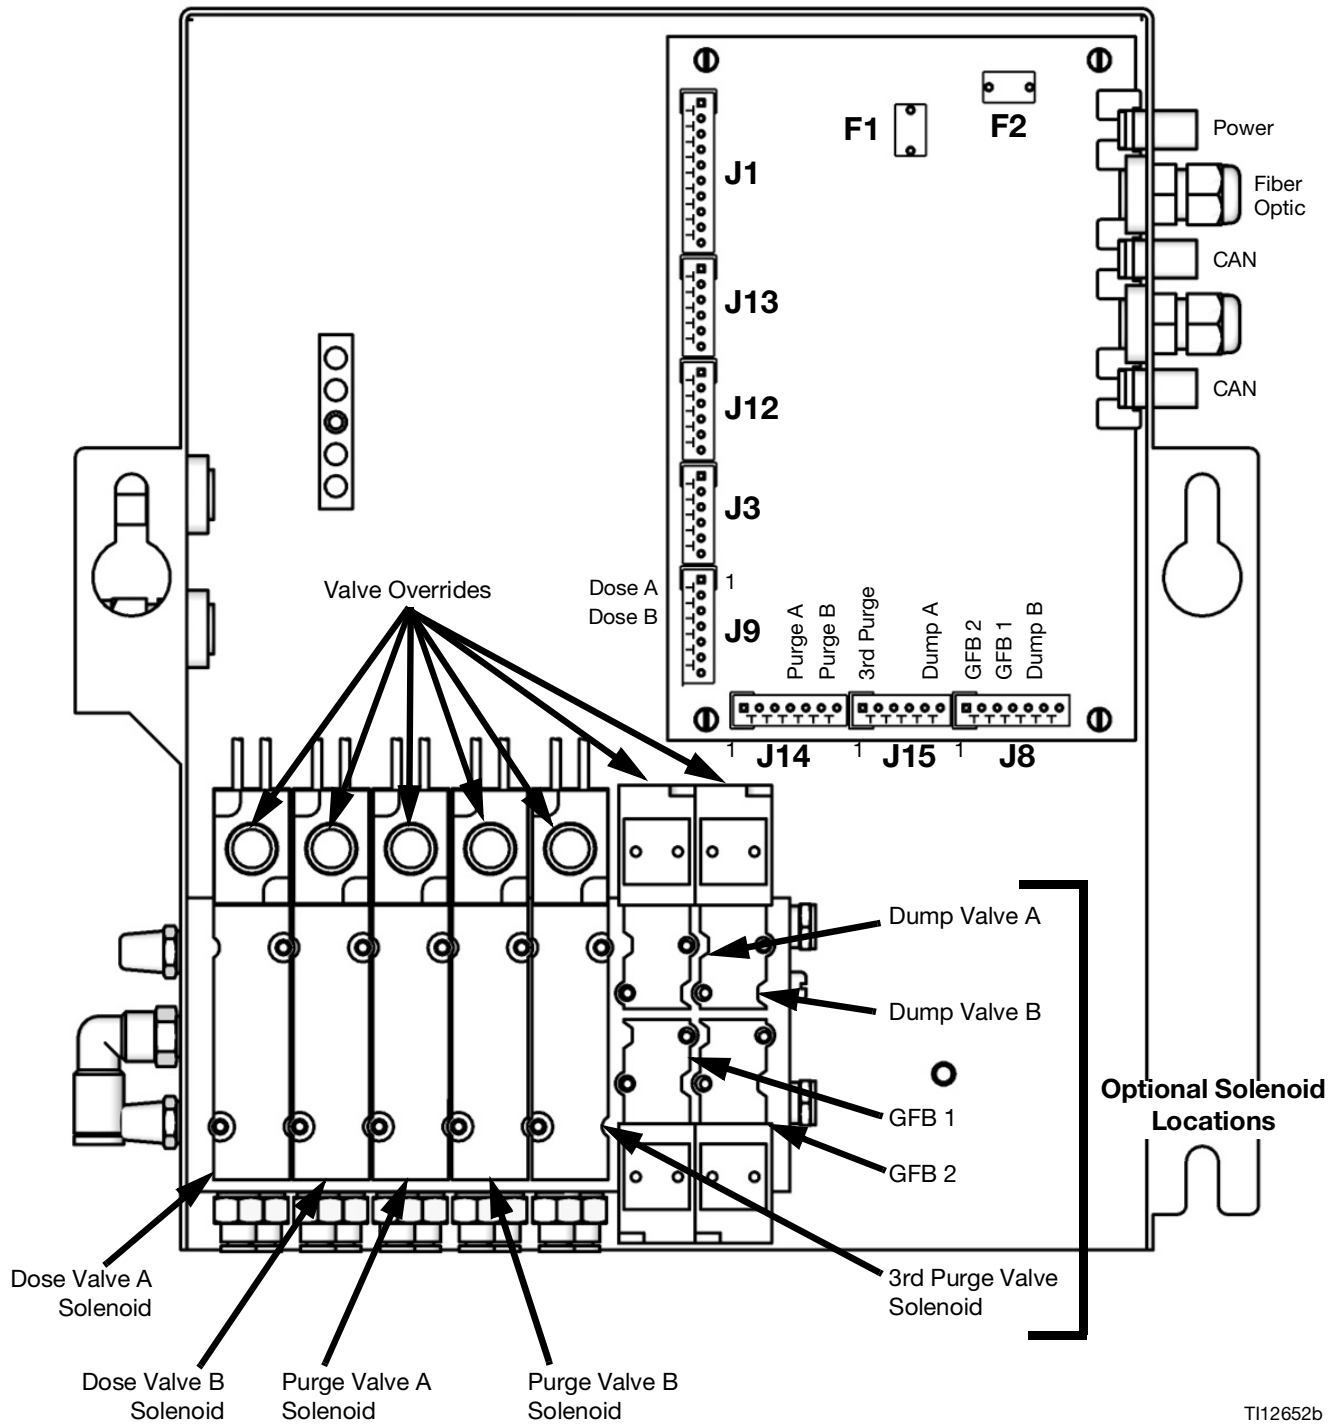 F1
F2
Power
J1
Fiber
Optic
CAN
J13
CAN
J12
J3
Valve Overrides
Dose A
Dose B
1
J9
Purge A
Purge B
3rd Purge
Dump A
GFB 2
GFB 1
Dump B
1
J14
1
J15
1
J8
Dump Valve A
Dump Valve B
Optional Solenoid
Locations
GFB 1
GFB 2
Dose Valve A
Solenoid
3rd Purge Valve
Solenoid
Dose Valve B
Solenoid
Purge Valve A
Solenoid
Purge Valve B
Solenoid
TI12652b